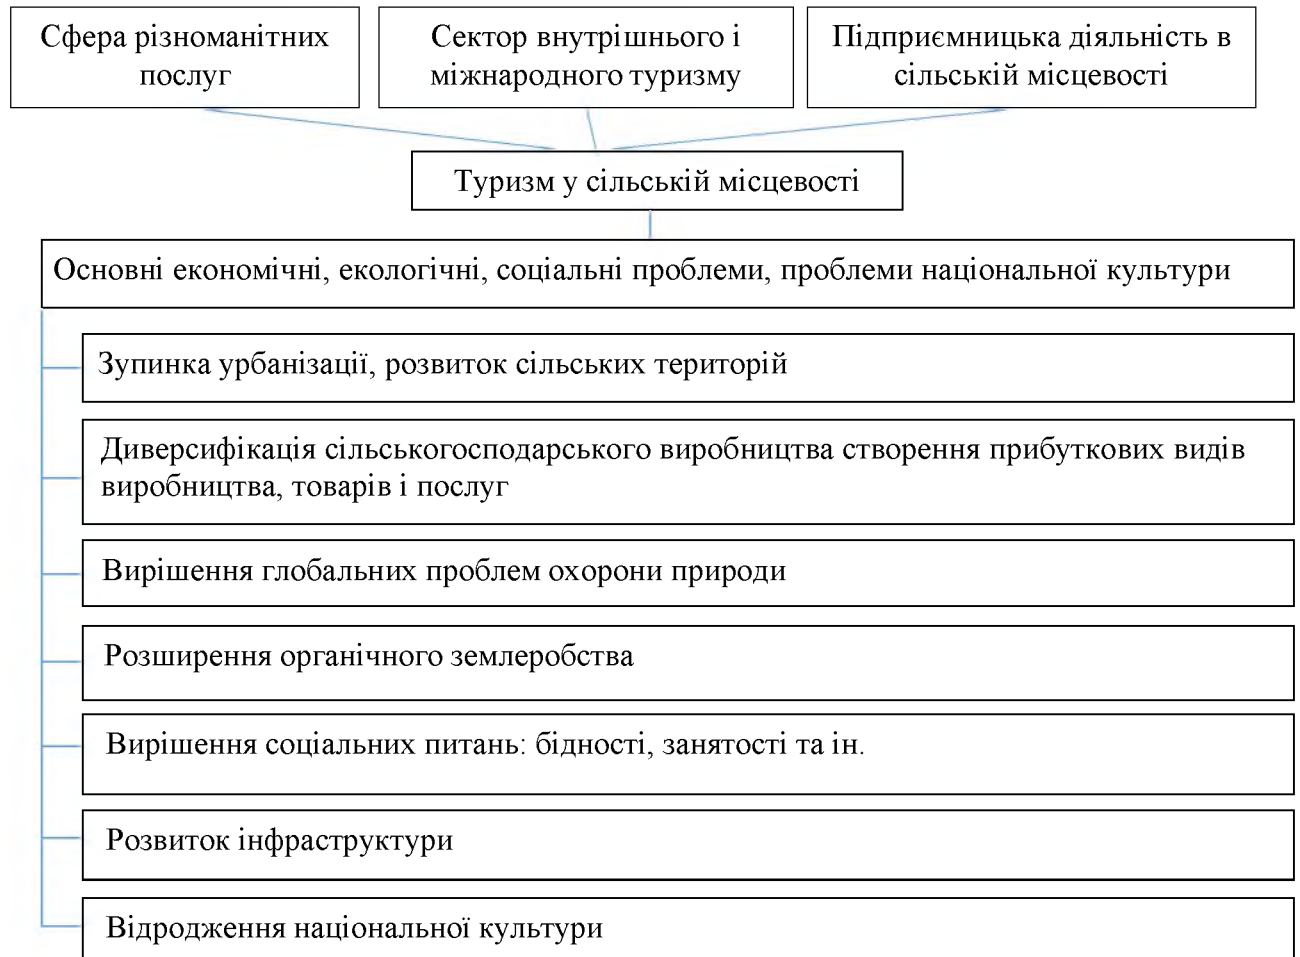 Сфера різноманітних
послуг
Сектор внутрішнього і
міжнародного туризму
Підприємницька діяльність в
сільській місцевості
Туризм у сільській місцевості
Основні економічні, екологічні, соціальні проблеми, проблеми національної культури
Зупинка урбанізації, розвиток сільських територій
Диверсифікація сільськогосподарського виробництва створення прибуткових видів
виробництва, товарів і послуг
Вирішення глобальних проблем охорони природи
Розширення органічного землеробства
Вирішення соціальних питань: бідності, занятості та ін.
Розвиток інфраструктури
Відродження національної культури